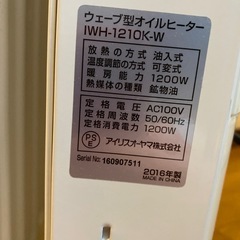 ウェーブ型オイルヒーター
IWH-1210K-W
放熱の方式 油入式
温度調節の方式 可変式
暖房能力 1200W
熱媒体の種類 鉱物油
定格電圧 AC100V
定格周波数 50/60Hz
定格消費電力 1200W
PS
E
アイリスオーヤマ株式会社
Serial No: 160907511
2016年製
MADE IN CHINA